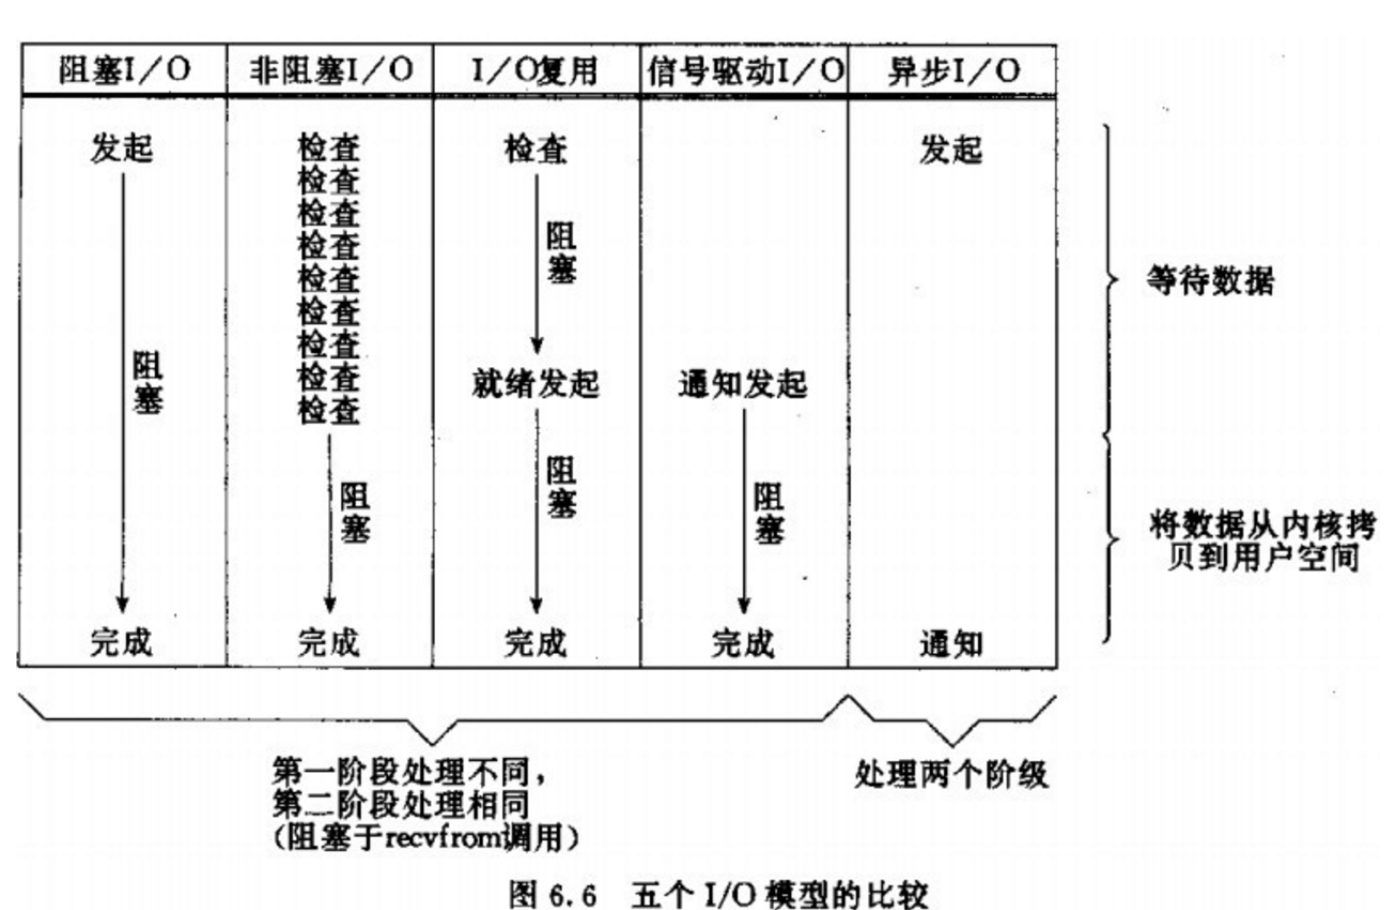 阻塞I/O 非阻塞I/O I/O复用 信号驱动I/O 异步I/O
发起 检查 检查 发起
检查
检查
检查
检查
检查
检查
检查
检查
阻塞
等待数据
阻塞
就绪发起 通知发起
阻塞
阻塞
阻塞
将数据从内核拷
贝到用户空间
完成 完成 完成 完成 通知
第一阶段处理不同，
第二阶段处理相同
(阻塞于recvfrom调用)
处理两个阶级
图 6.6 五个 I/O 模型的比较